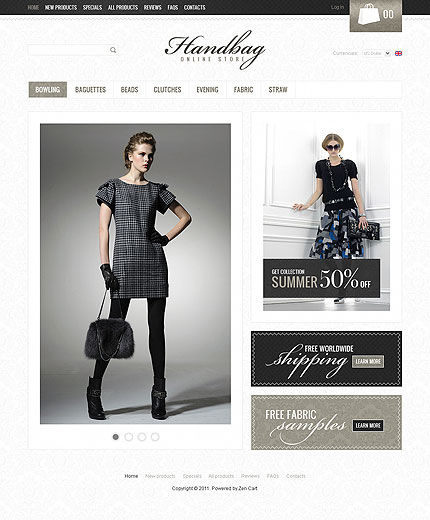 HOME NEW PRODUCTS SPECIALS ALL PRODUCTS REVIEWS FAQS CONTACTS
Log In
00
Handbag
ONLINE STORE
Currencies: US Dollar
BOWLING BAGUETTES BEADS CLUTCHES EVENING FABRIC STRAW
GET COLLECTION
SUMMER 50% OFF
FREE WORLDWIDE
shipping
LEARN MORE
FREE FABRIC
samples
LEARN MORE
Home New products Specials All products Reviews FAQs Contacts
Copyright © 2011. Powered by Zen Cart